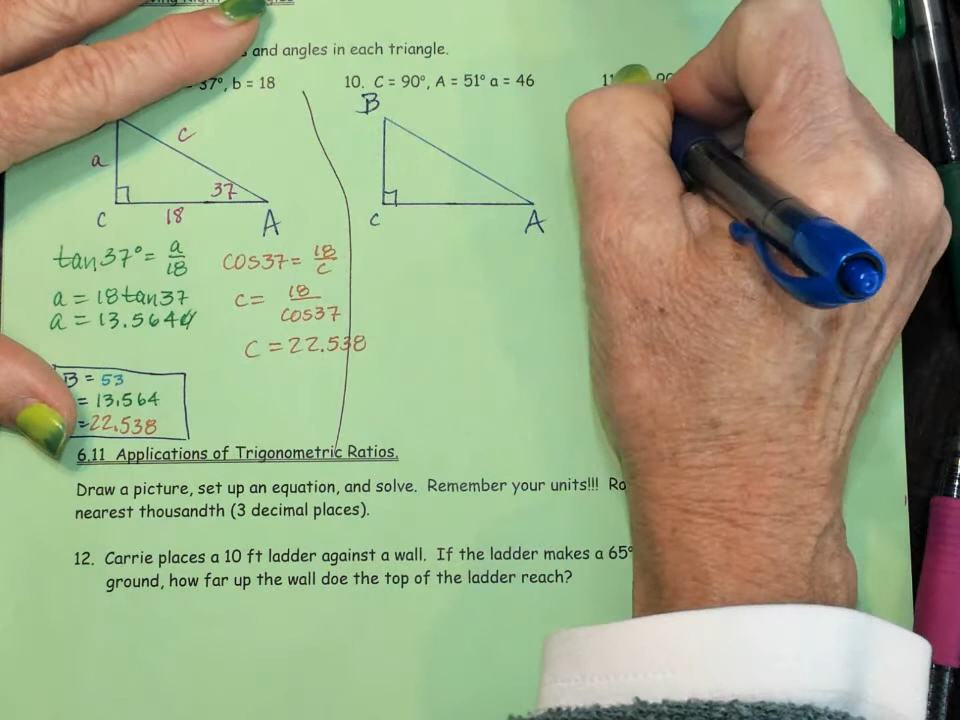 and angles in each triangle.
37°, b = 18
10. C = 90°, A = 51° a = 46
11
B
a
c
37
C
18
A
C
A
tan37° = a/18
cos37 = 18/c
a = 18tan37
c = 18/cos37
a = 13.564
c = 22.538
B = 53
= 13.564
= 22.538
6.11 Applications of Trigonometric Ratios.
Draw a picture, set up an equation, and solve. Remember your units!!! Ro
nearest thousandth (3 decimal places).
12. Carrie places a 10 ft ladder against a wall. If the ladder makes a 65°
ground, how far up the wall doe the top of the ladder reach?